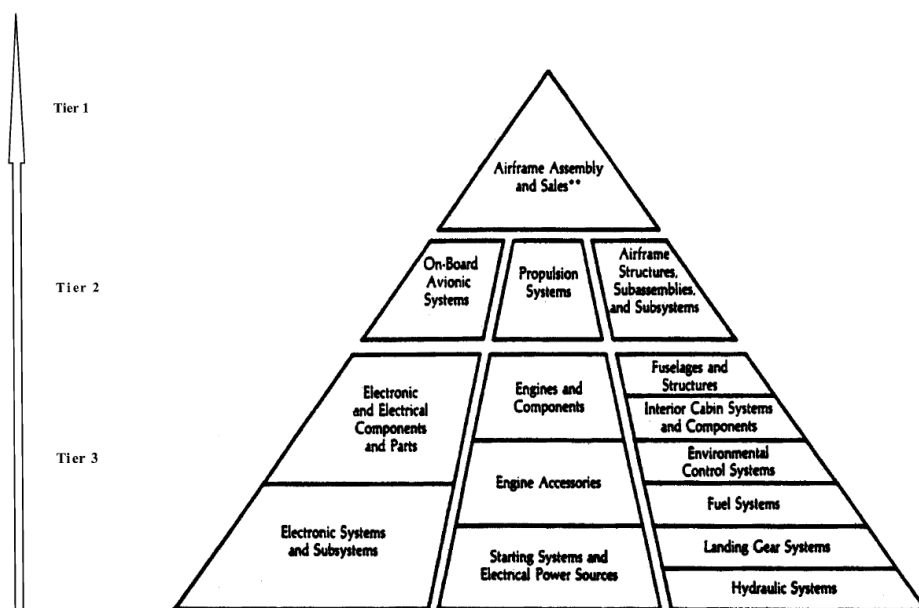 Tier 1
Airframe Assembly
and Sales**
Tier 2
On-Board
Avionic
Systems
Propulsion
Systems
Airframe
Structures,
Subassemblies,
and Subsystems
Tier 3
Electronic
and Electrical
Components
and Parts
Electronic Systems
and Subsystems
Engines and
Components
Engine Accessories
Starting Systems and
Electrical Power Sources
Fuselages and
Structures
Interior Cabin Systems
and Components
Environmental
Control Systems
Fuel Systems
Landing Gear Systems
Hydraulic Systems